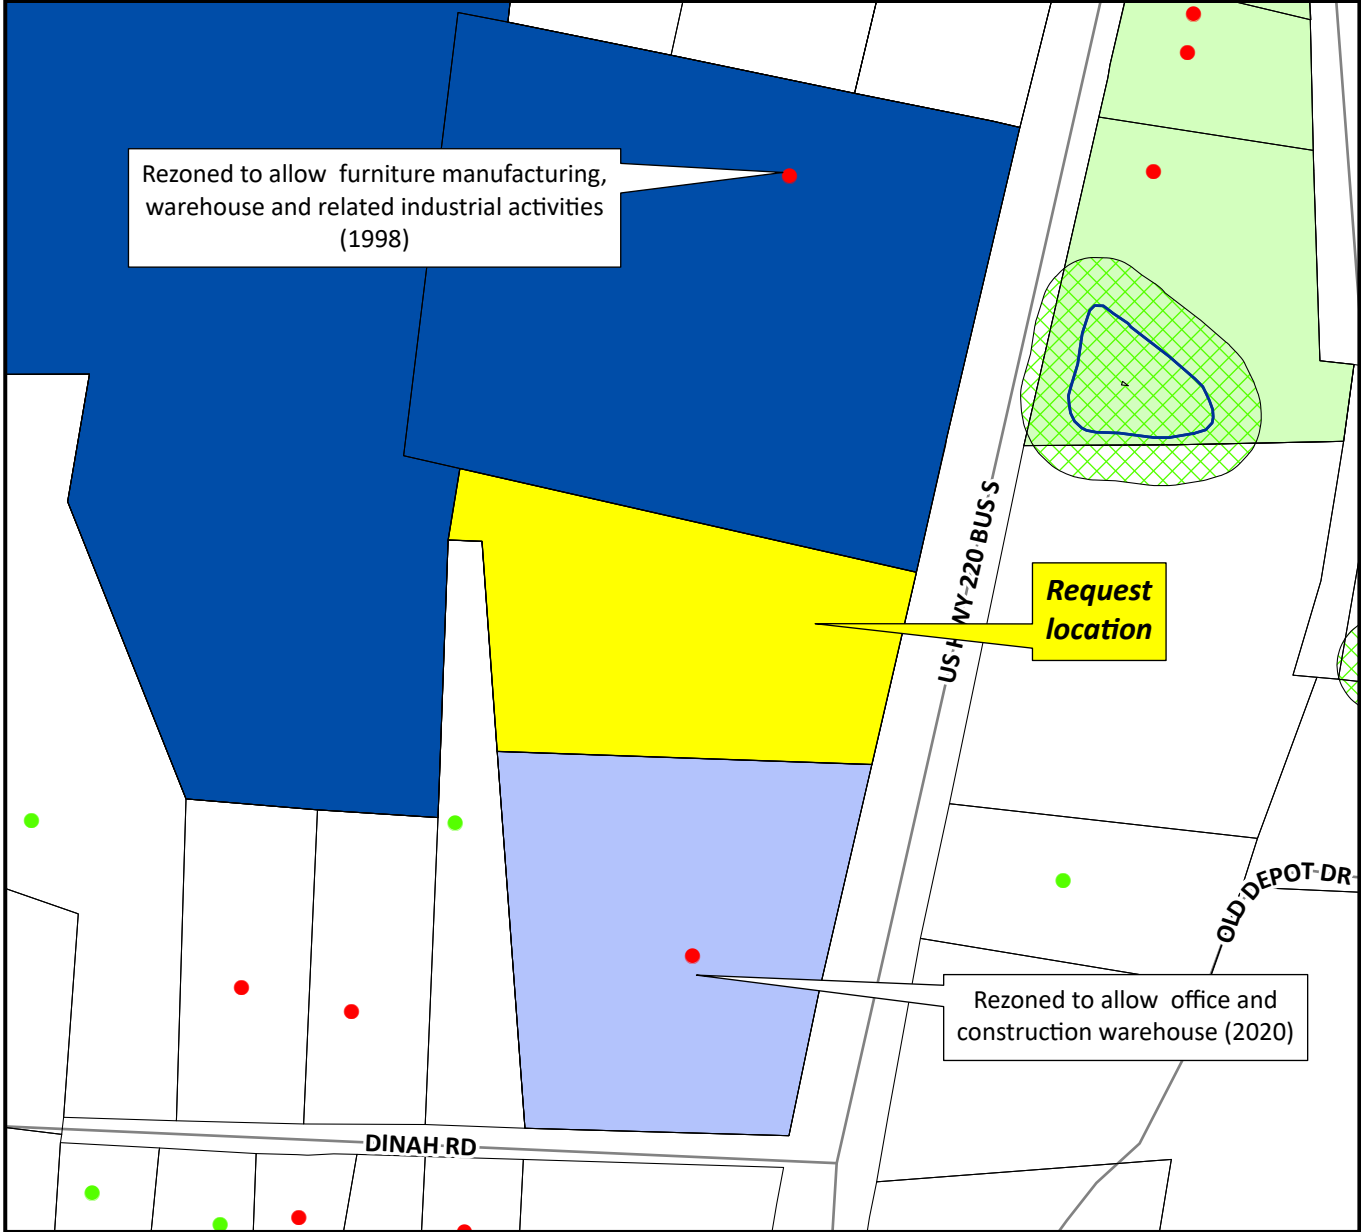 Rezoned to allow  furniture manufacturing,
warehouse and related industrial activities
(1998)
US HWY-220 BUS S
Request
location
OLD DEPOT DR
Rezoned to allow  office and
construction warehouse (2020)
DINAH RD